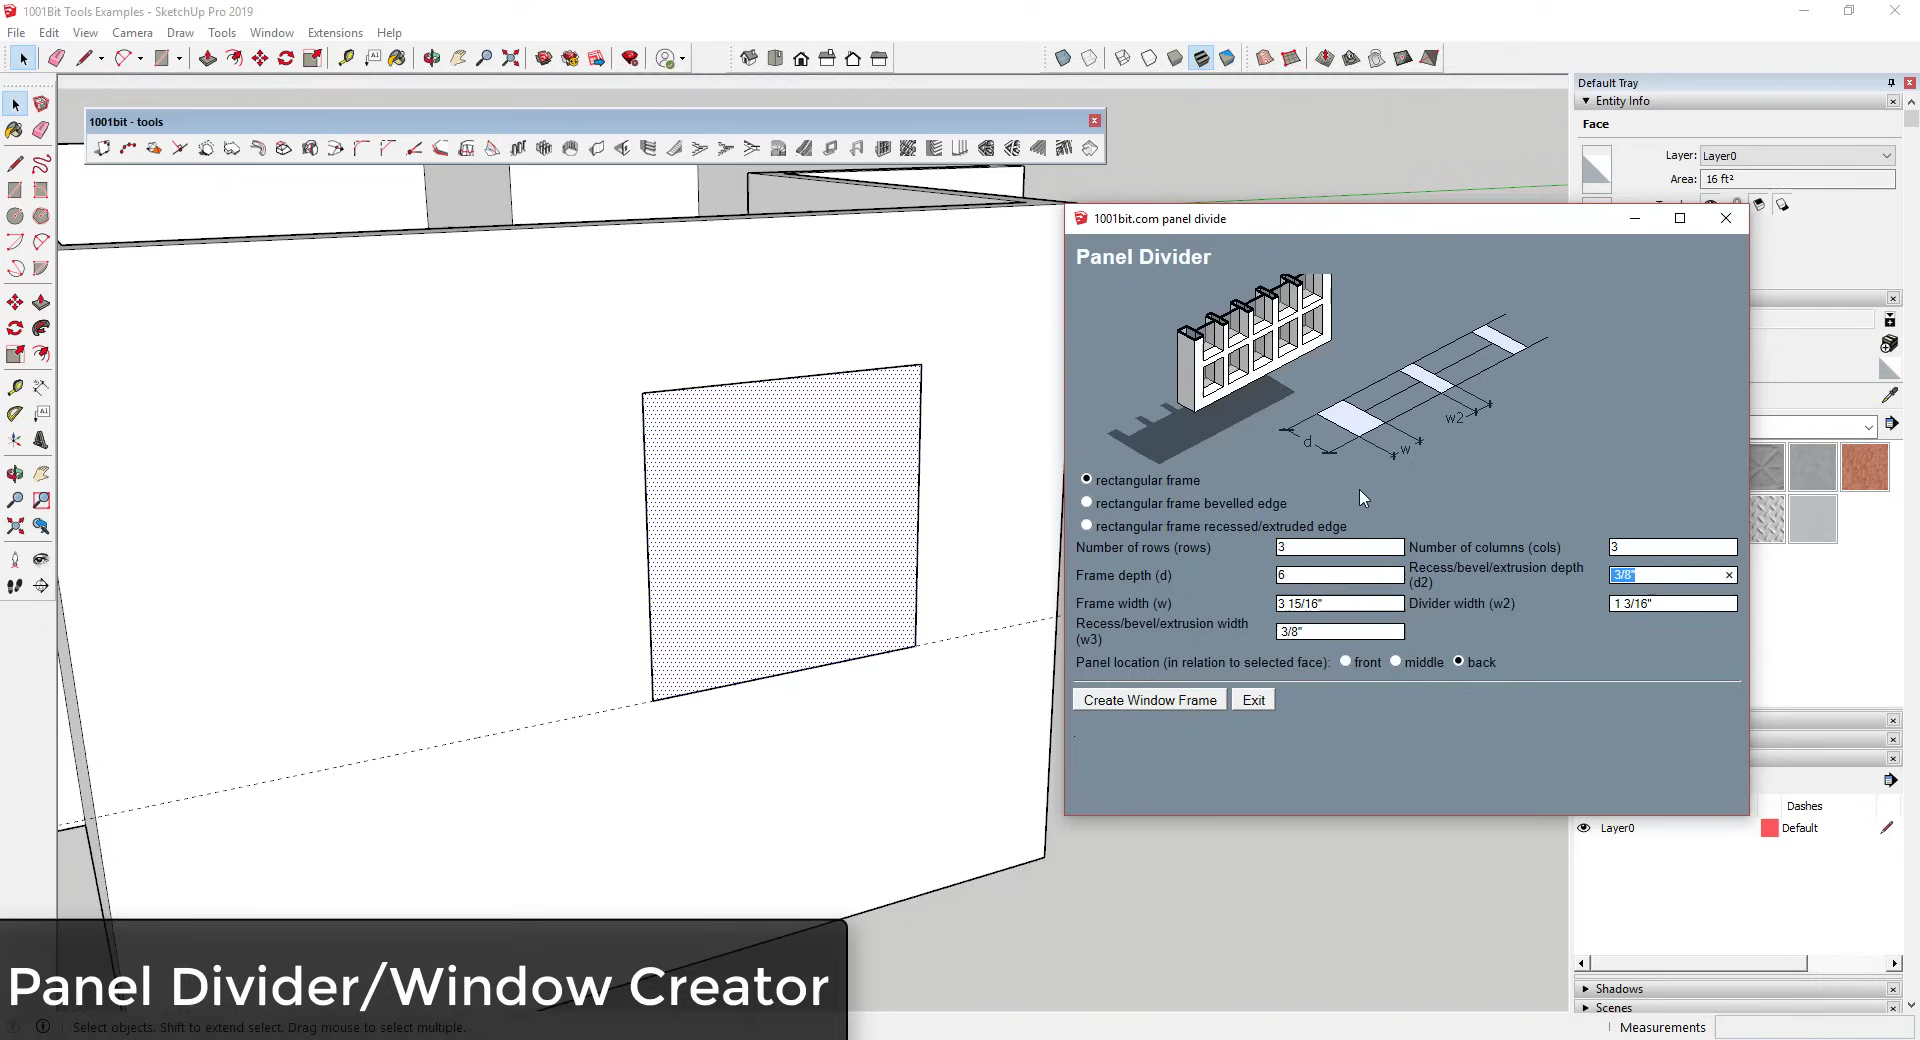 1001Bit Tools Examples - SketchUp Pro 2019
File Edit View Camera Draw Tools Window Extensions Help
Default Tray
1001bit - tools
Entity Info
Face
Layer: Layer0
Area: 16 ft²
1001bit.com panel divide
Panel Divider
d
w
w2
rectangular frame
rectangular frame bevelled edge
rectangular frame recessed/extruded edge
Number of rows (rows) 3 Number of columns (cols) 3
Frame depth (d) 6 Recess/bevel/extrusion depth (d2) 3/8"
Frame width (w) 3 15/16" Divider width (w2) 1 3/16"
Recess/bevel/extrusion width (w3) 3/8"
Panel location (in relation to selected face): front middle back
Create Window Frame Exit
Dashes
Layer0 Default
Panel Divider/Window Creator
Shadows
Scenes
Select objects. Shift to extend select. Drag mouse to select multiple.
Measurements